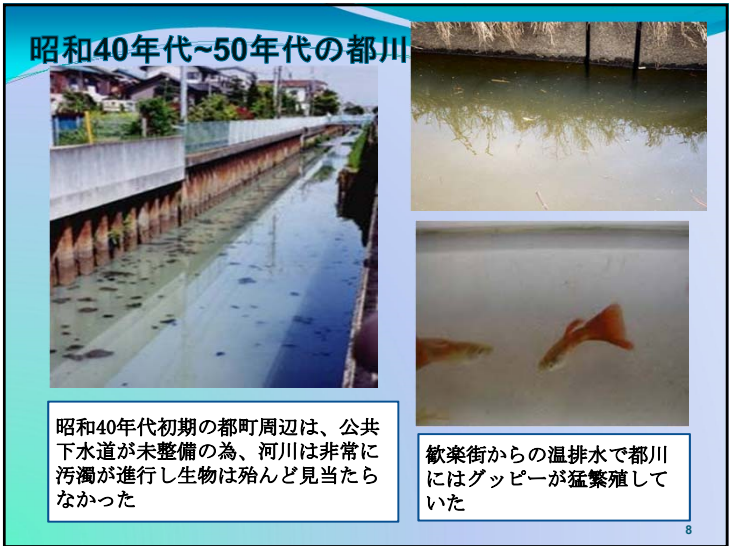 昭和40年代~50年代の都川
昭和40年代初期の都町周辺は、公共
下水道が未整備の為、河川は非常に
汚濁が進行し生物は殆んど見当たら
なかった
歓楽街からの温排水で都川
にはグッピーが猛繁殖して
いた
8